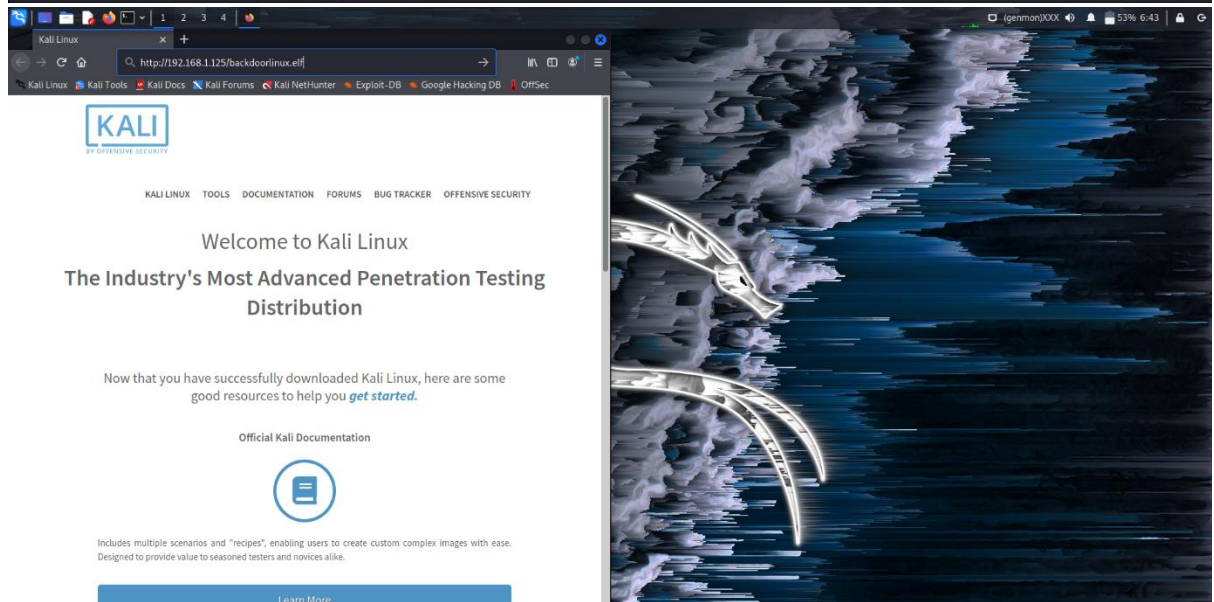 1 2 3 4
(genmon)XXX 53% 6:43
Kali Linux
http://192.168.1.125/backdoorlinux.elf
Kali Linux Kali Tools Kali Docs Kali Forums Kali NetHunter Exploit-DB Google Hacking DB OffSec
KALI
BY OFFENSIVE SECURITY
KALI LINUX TOOLS DOCUMENTATION FORUMS BUG TRACKER OFFENSIVE SECURITY
Welcome to Kali Linux
The Industry's Most Advanced Penetration Testing
Distribution
Now that you have successfully downloaded Kali Linux, here are some
good resources to help you get started.
Official Kali Documentation
Includes multiple scenarios and "recipes", enabling users to create custom complex images with ease.
Designed to provide value to seasoned testers and novices alike.
Learn More